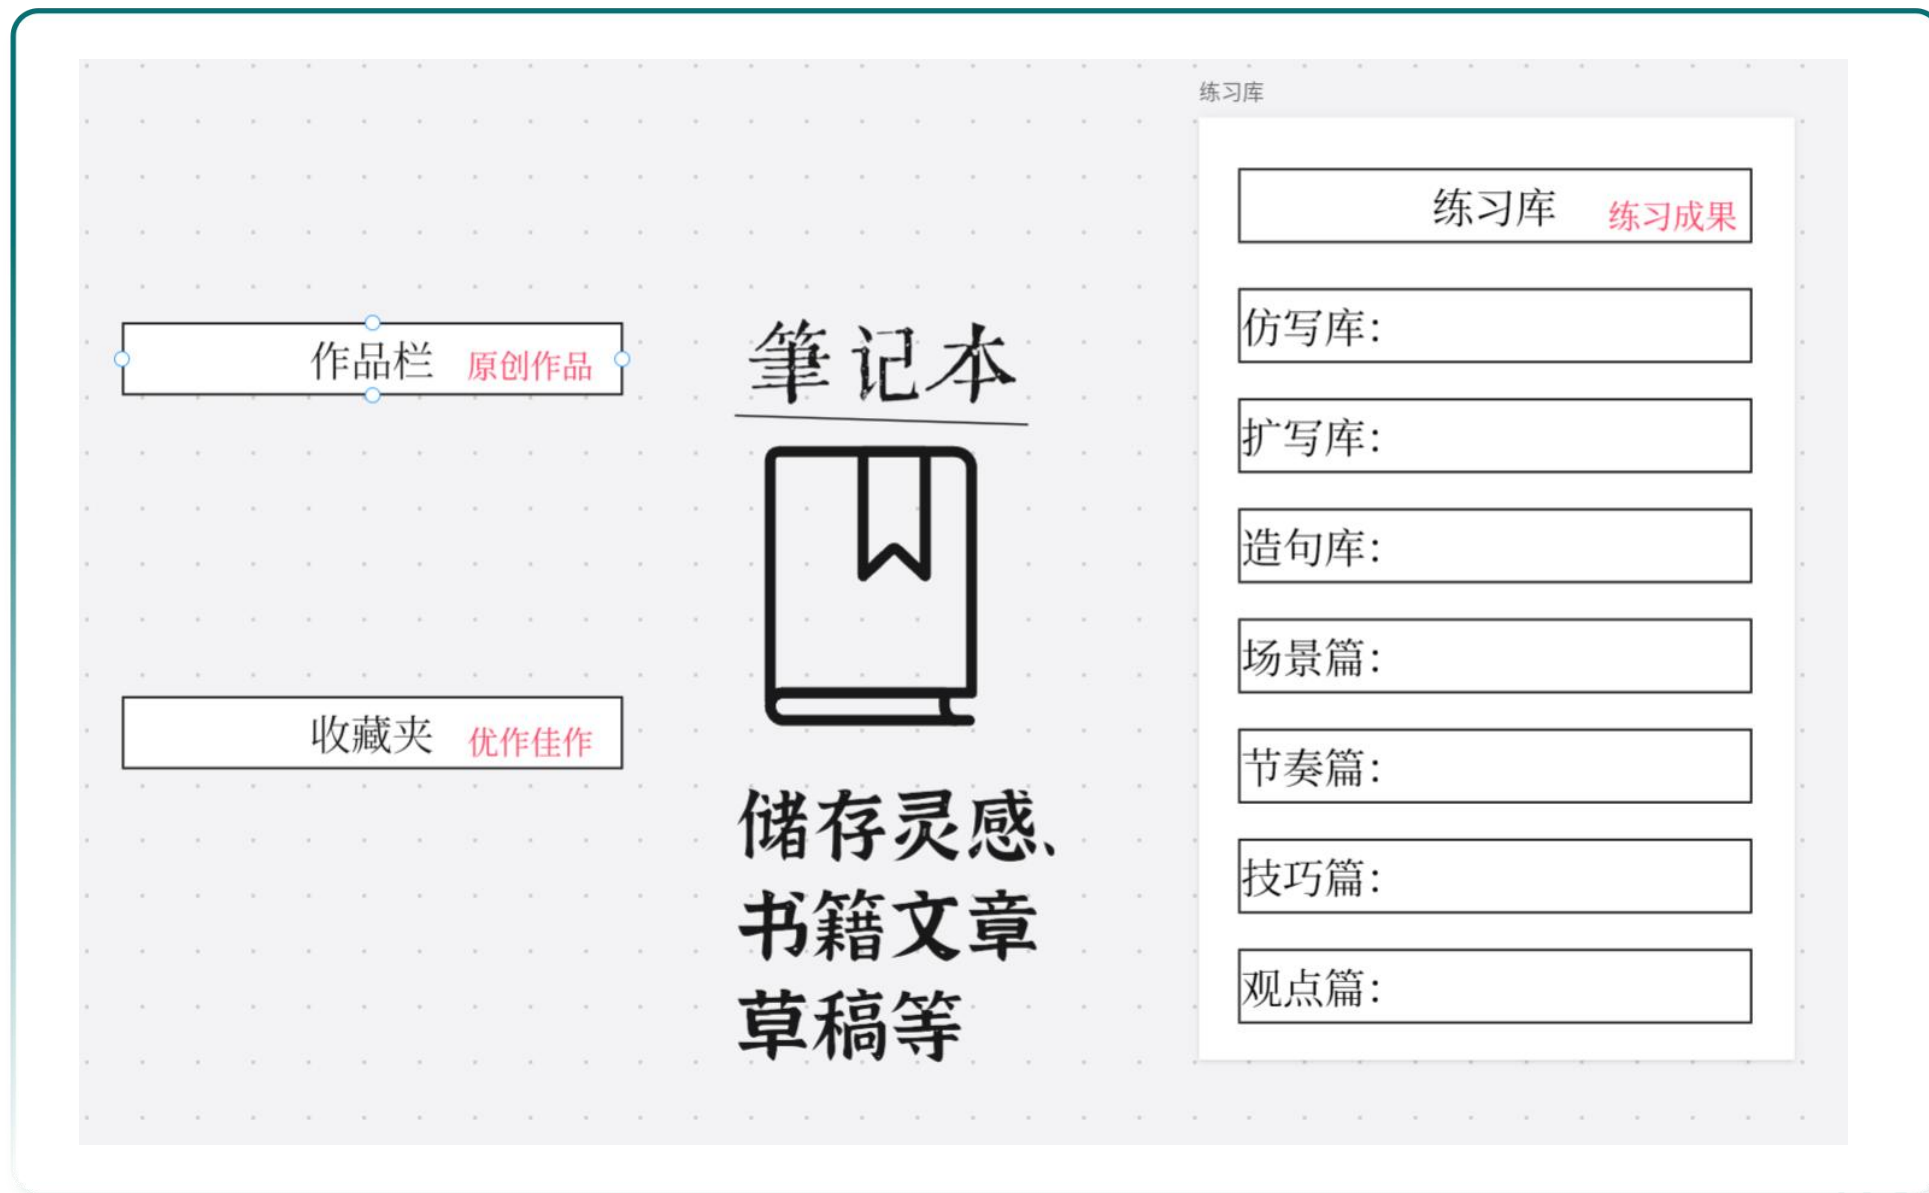 作品栏 原创作品
收藏夹 优作佳作
筆记本
储存灵感、
书籍文章
草稿等
练习库
练习库 练习成果
仿写库：
扩写库：
造句库：
场景篇：
节奏篇：
技巧篇：
观点篇：